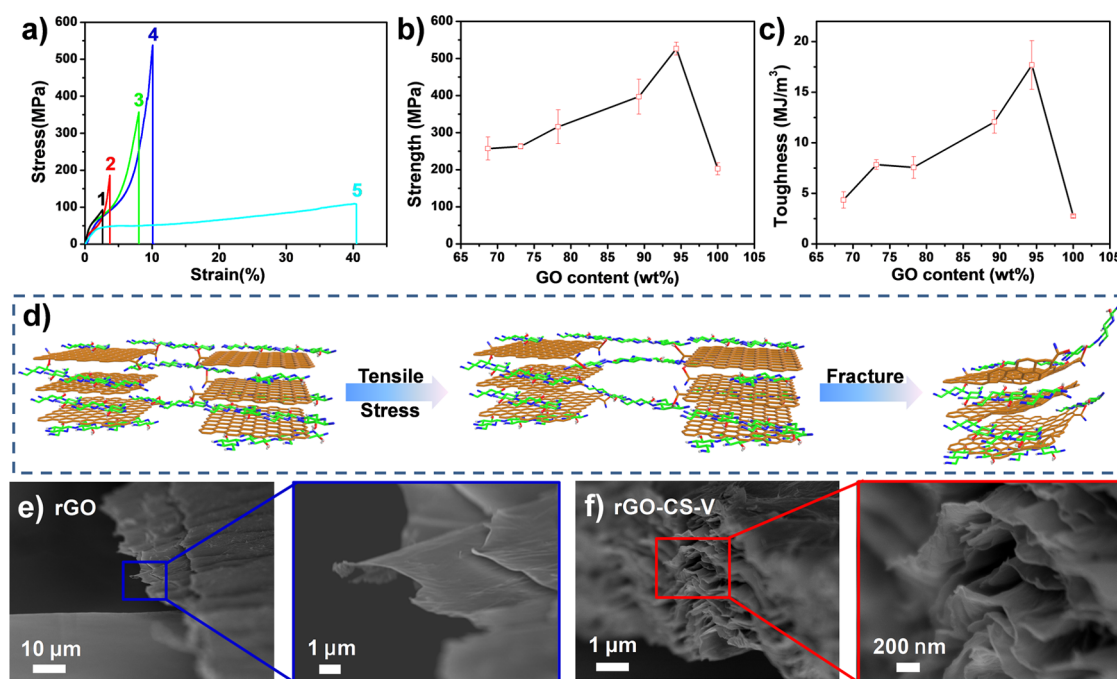 a)
600
500
400
300
200
100
0
Stress(MPa)
1
2
3
4
5
0
10
20
30
40
Strain(%)
b)
600
500
400
300
200
100
0
Strength (MPa)
65 70 75 80 85 90 95 100 105
GO content (wt%)
c)
20
15
10
5
0
Toughness (MJ/m³)
65 70 75 80 85 90 95 100 105
GO content (wt%)
d)
Tensile
Stress
Fracture
e) rGO
10 µm
1 µm
f) rGO-CS-V
1 µm
200 nm